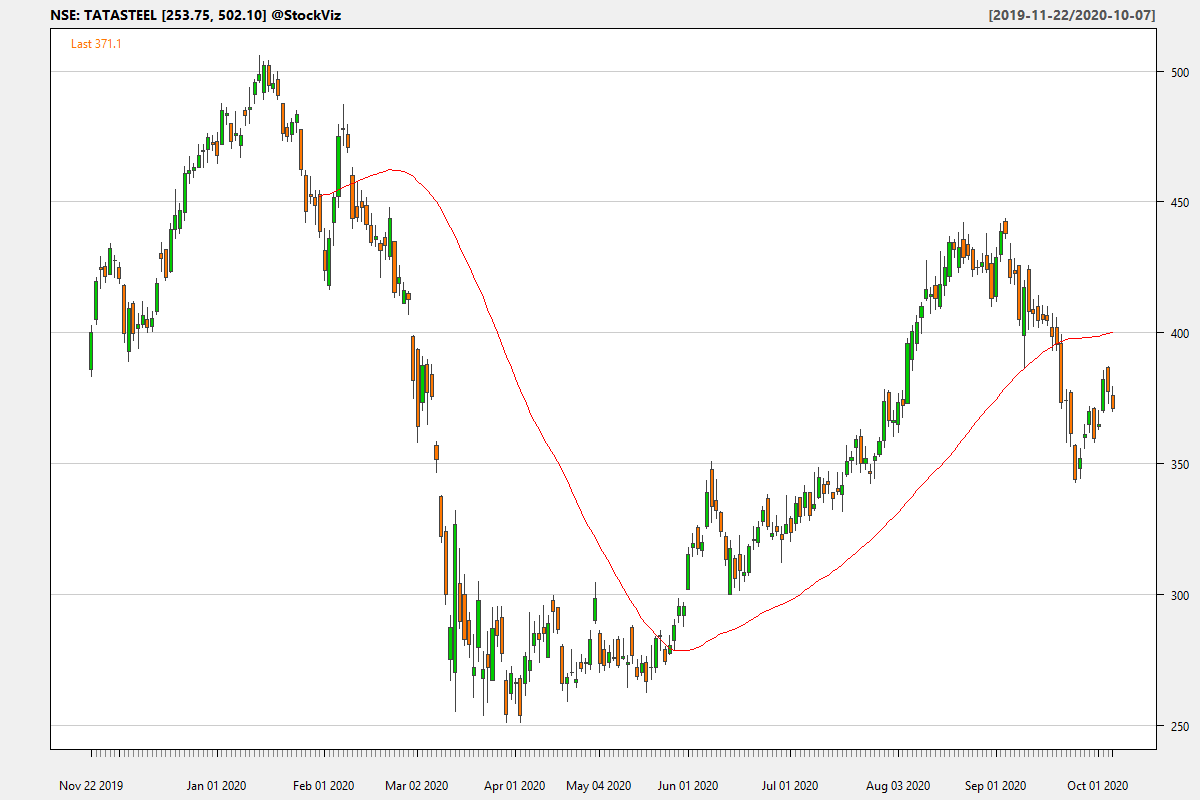 NSE: TATASTEEL [253.75, 502.10] @StockViz
[2019-11-22/2020-10-07]
Last 371.1
500
450
400
350
300
250
Nov 22 2019
Jan 01 2020
Feb 01 2020
Mar 02 2020
Apr 01 2020
May 04 2020
Jun 01 2020
Jul 01 2020
Aug 03 2020
Sep 01 2020
Oct 01 2020